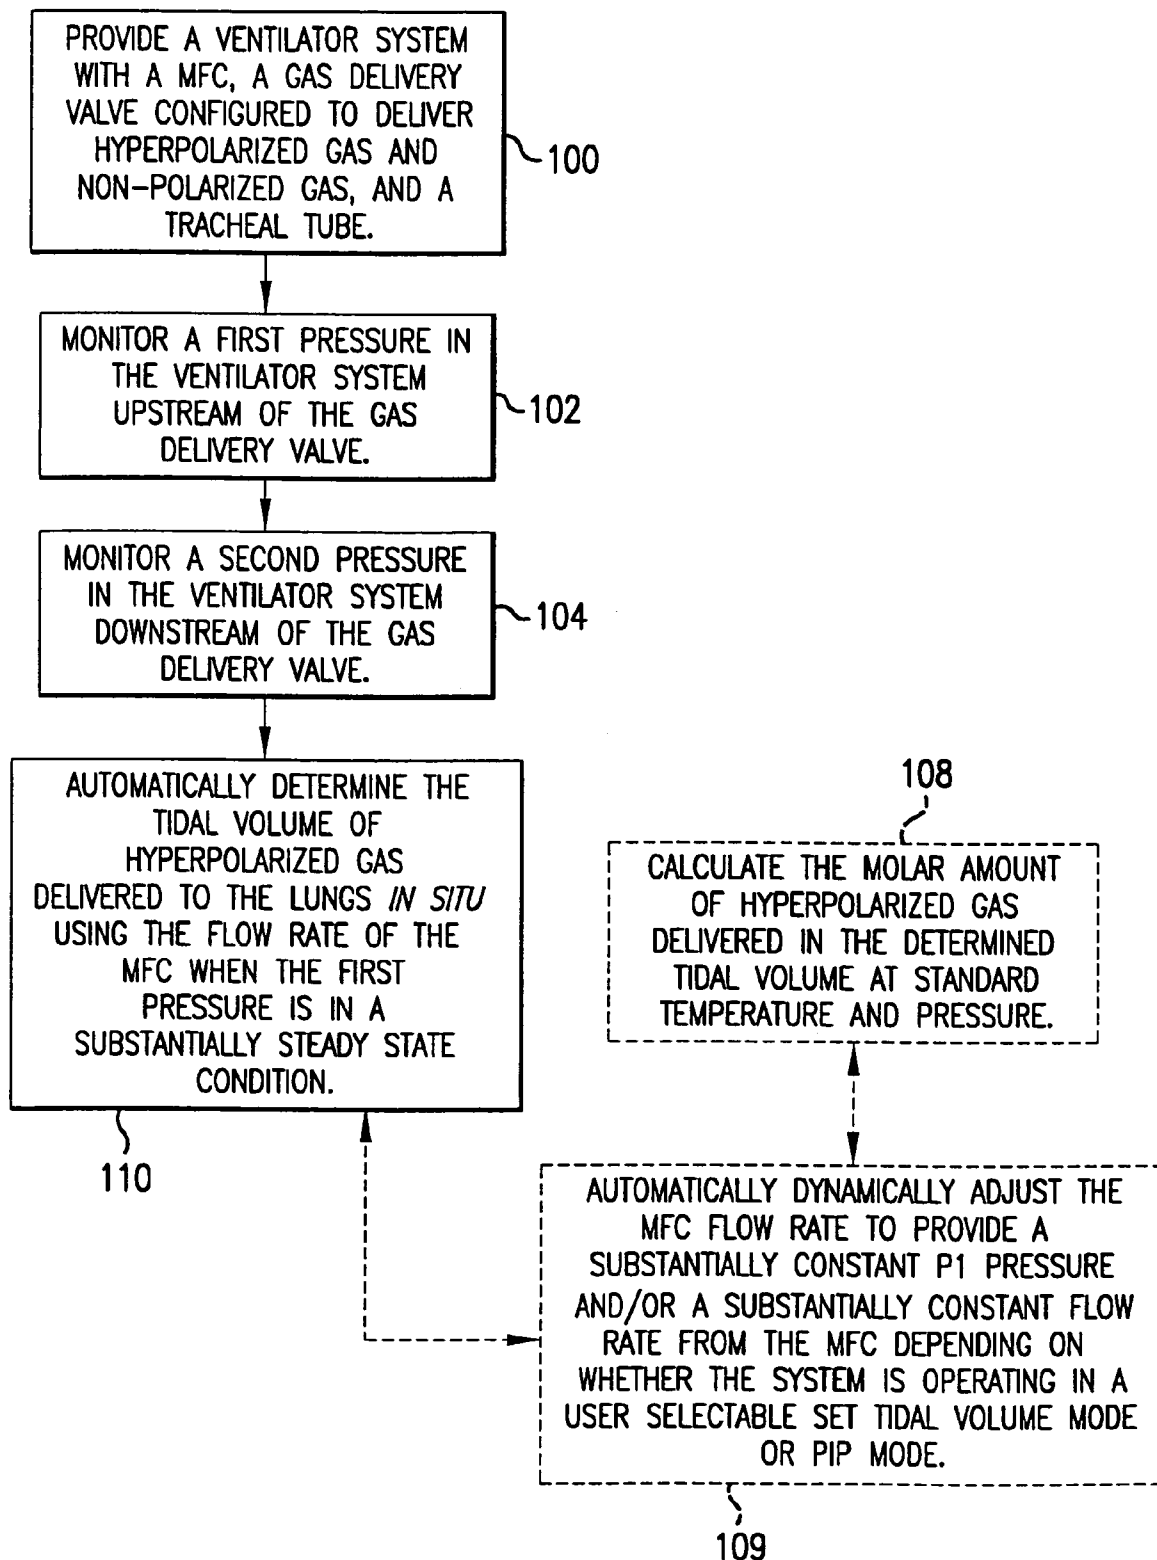 PROVIDE A VENTILATOR SYSTEM
WITH A MFC, A GAS DELIVERY
VALVE CONFIGURED TO DELIVER
HYPERPOLARIZED GAS AND
NON-POLARIZED GAS, AND A
TRACHEAL TUBE.
100
MONITOR A FIRST PRESSURE IN
THE VENTILATOR SYSTEM
UPSTREAM OF THE GAS
DELIVERY VALVE.
102
MONITOR A SECOND PRESSURE
IN THE VENTILATOR SYSTEM
DOWNSTREAM OF THE GAS
DELIVERY VALVE.
104
AUTOMATICALLY DETERMINE THE
TIDAL VOLUME OF
HYPERPOLARIZED GAS
DELIVERED TO THE LUNGS IN SITU
USING THE FLOW RATE OF THE
MFC WHEN THE FIRST
PRESSURE IS IN A
SUBSTANTIALLY STEADY STATE
CONDITION.
110
108
CALCULATE THE MOLAR AMOUNT
OF HYPERPOLARIZED GAS
DELIVERED IN THE DETERMINED
TIDAL VOLUME AT STANDARD
TEMPERATURE AND PRESSURE.
AUTOMATICALLY DYNAMICALLY ADJUST THE
MFC FLOW RATE TO PROVIDE A
SUBSTANTIALLY CONSTANT P1 PRESSURE
AND/OR A SUBSTANTIALLY CONSTANT FLOW
RATE FROM THE MFC DEPENDING ON
WHETHER THE SYSTEM IS OPERATING IN A
USER SELECTABLE SET TIDAL VOLUME MODE
OR PIP MODE.
109